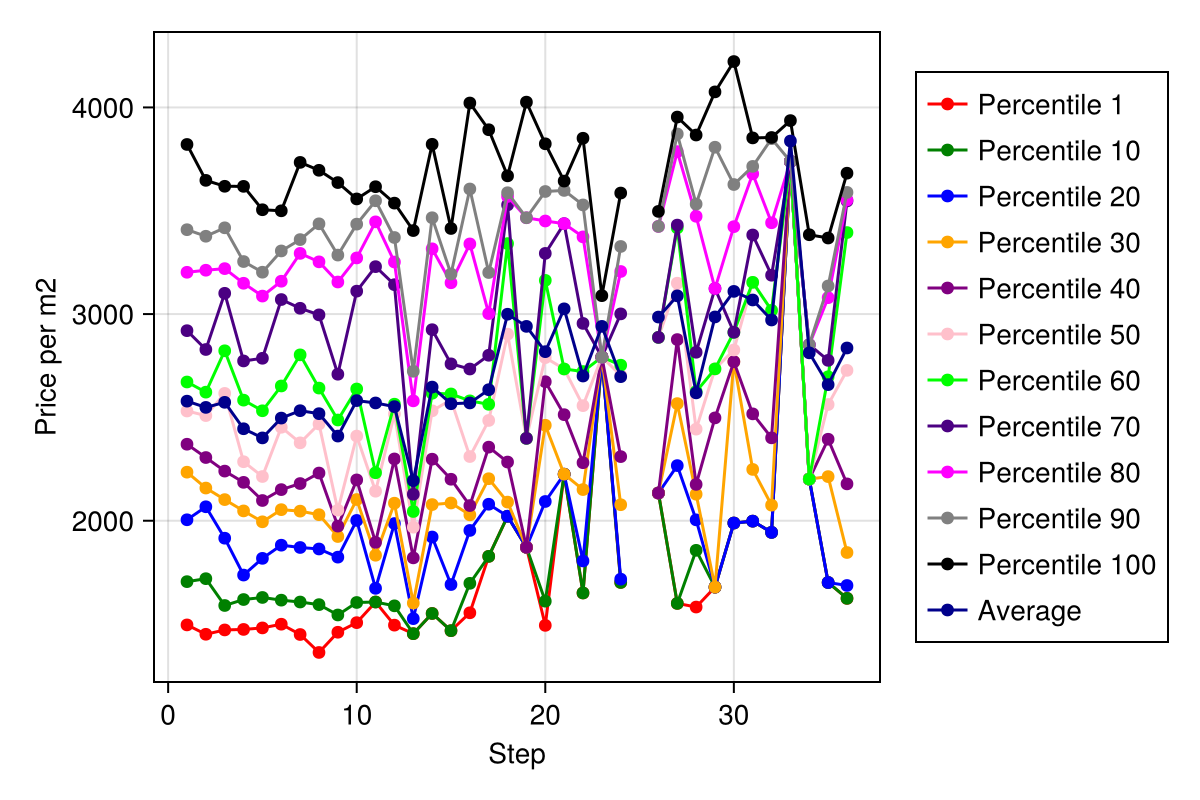 4000
3000
2000
Price per m2
0
10
20
30
Step
Percentile 1
Percentile 10
Percentile 20
Percentile 30
Percentile 40
Percentile 50
Percentile 60
Percentile 70
Percentile 80
Percentile 90
Percentile 100
Average